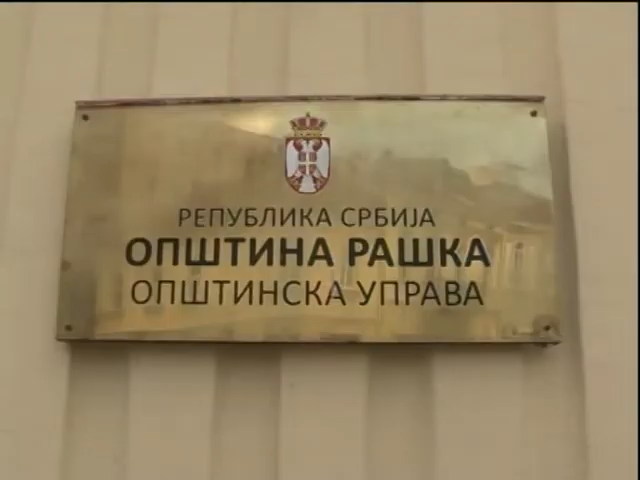 РЕПУБЛИКА СРБИЈА
ОПШТИНА РАШКА
ОПШТИНСКА УПРАВА